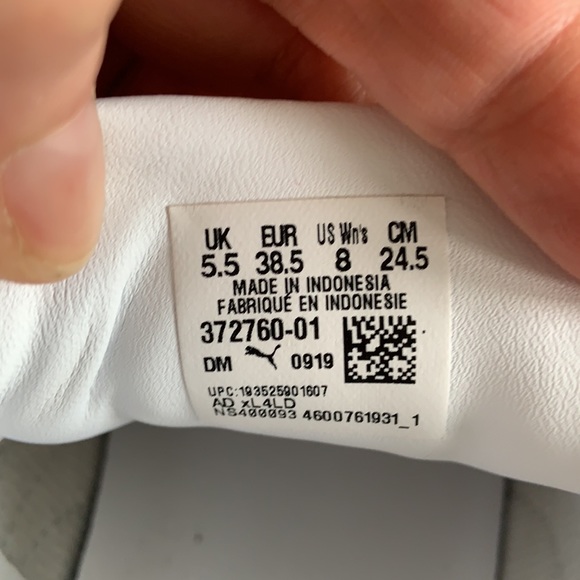 UK EUR US Wn's CM
5.5 38.5 8 24.5
MADE IN INDONESIA
FABRIQUÉ EN INDONESIE
372760-01
DM 0919
UPC:193525901607
AD xL4LD
NS400093 4600761931_1